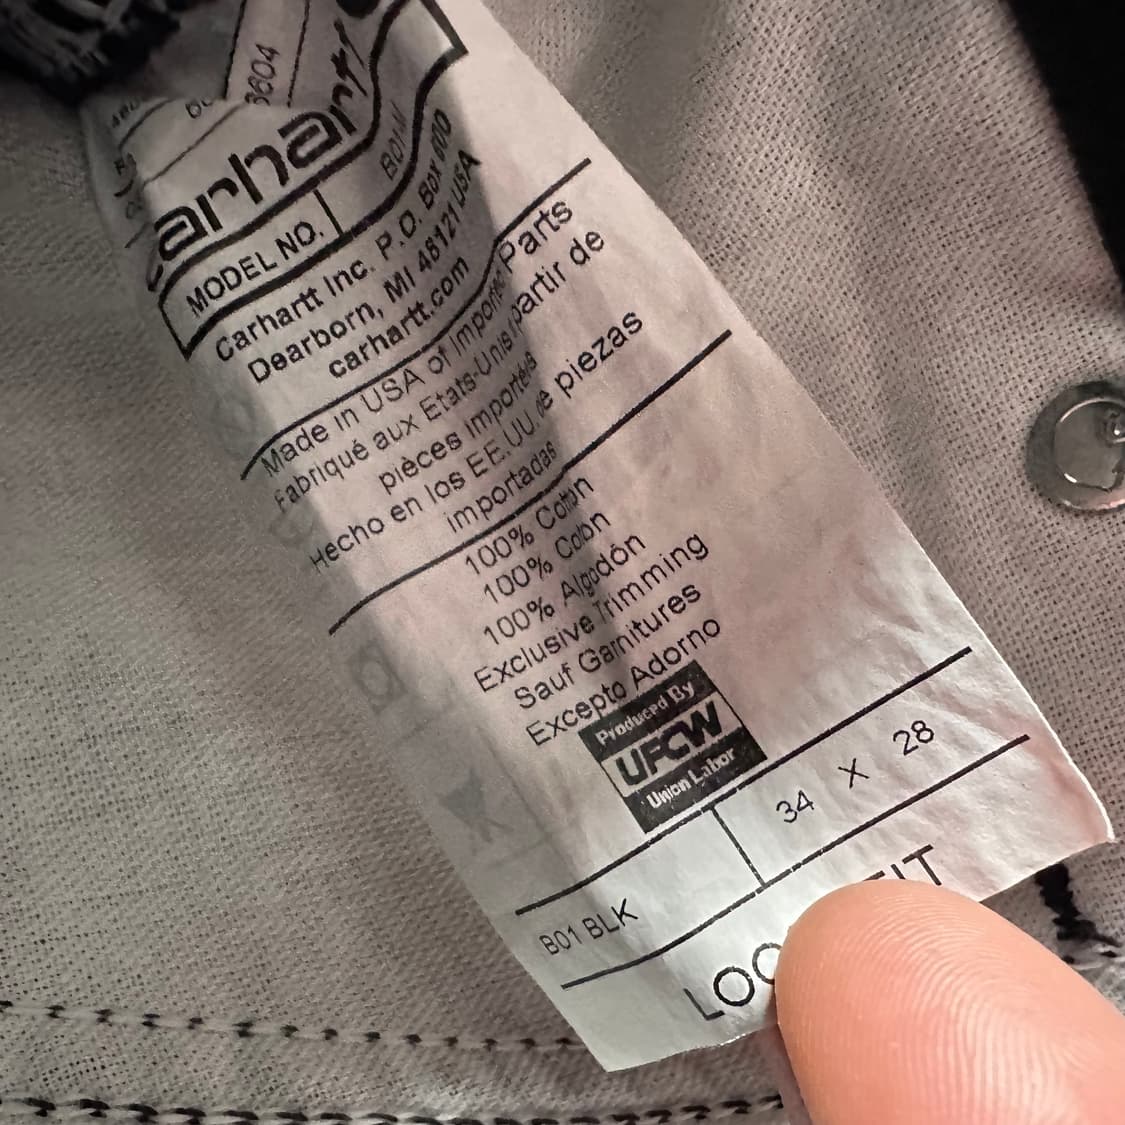 6604
carhartt
MODEL NO. B01M
Carhartt Inc. P.O. Box 600
Dearborn, MI 48121 USA
carhartt.com
Made in USA of Parts
Fabriqué aux Etats-Unis partir de
pièces importées
Hecho en los EE.UU. de piezas
importadas
100% Cotton
100% Coton
100% Algodón
Exclusive Trimming
Sauf Garnitures
Excepto Adorno
Produced By
UFCW
Union Labor
B01 BLK 34 X 28